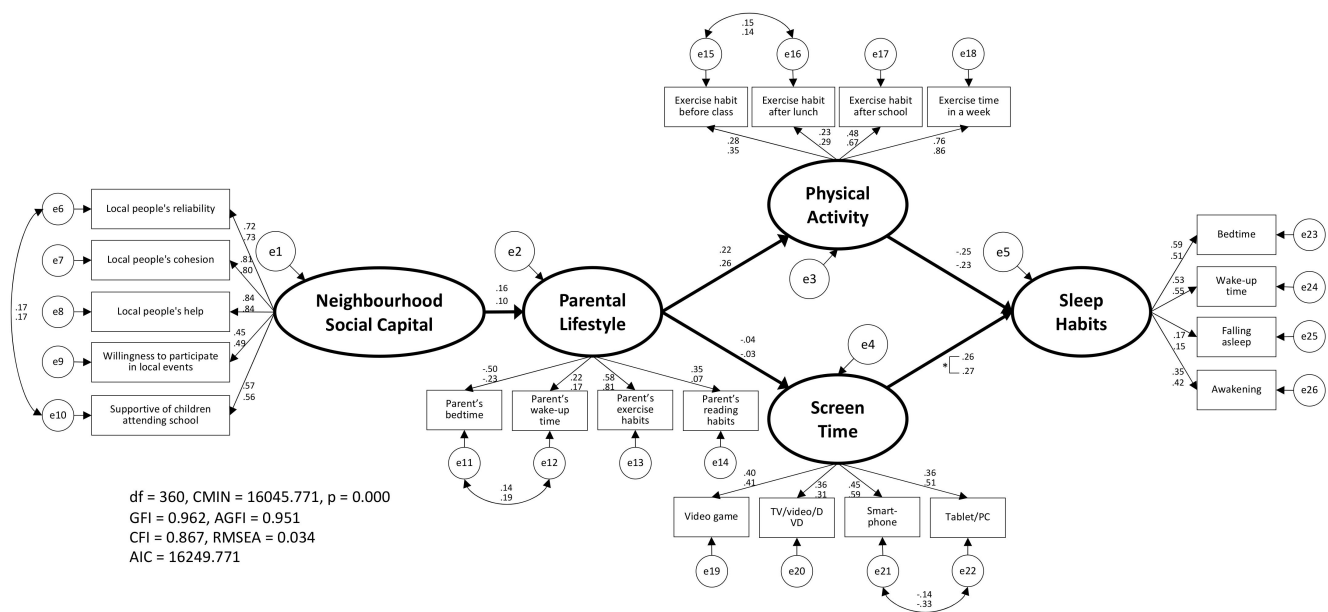 .15
.14
e15
e16
e17
e18
Exercise habit
before class
Exercise habit
after lunch
Exercise habit
after school
Exercise time
in a week
.28
.35
.23
.29
.48
.67
.76
.86
Physical
Activity
e3
e6
Local people's reliability
e7
Local people's cohesion
e8
Local people's help
e9
Willingness to participate
in local events
e10
Supportive of children
attending school
.17
.17
.72
.73
.81
.80
.84
.84
.45
.49
.57
.56
e1
Neighbourhood
Social Capital
.16
.10
e2
Parental
Lifestyle
.22
.26
-.04
-.03
-.50
-.23
.22
.17
.58
.81
.35
.07
Parent's
bedtime
Parent's
wake-up
time
Parent's
exercise
habits
Parent's
reading
habits
e11
e12
e13
e14
.14
.19
-.25
-.23
e5
Sleep
Habits
* .26
.27
e4
Screen
Time
.59
.51
.53
.55
.17
.15
.35
.42
Bedtime
e23
Wake-up
time
e24
Falling
asleep
e25
Awakening
e26
.40
.41
.36
.31
.45
.59
.36
.51
Video game
TV/video/D
VD
Smart-
phone
Tablet/PC
e19
e20
e21
e22
-.14
-.33
df = 360, CMIN = 16045.771, p = 0.000
GFI = 0.962, AGFI = 0.951
CFI = 0.867, RMSEA = 0.034
AIC = 16249.771